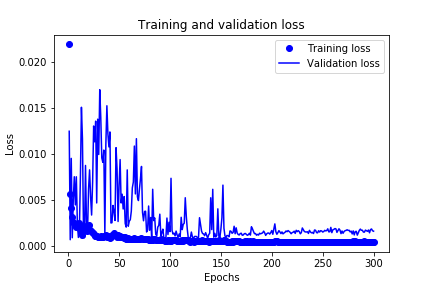 Training and validation loss
Training loss
Validation loss
0.020
0.015
0.010
0.005
0.000
Loss
0
50
100
150
200
250
300
Epochs